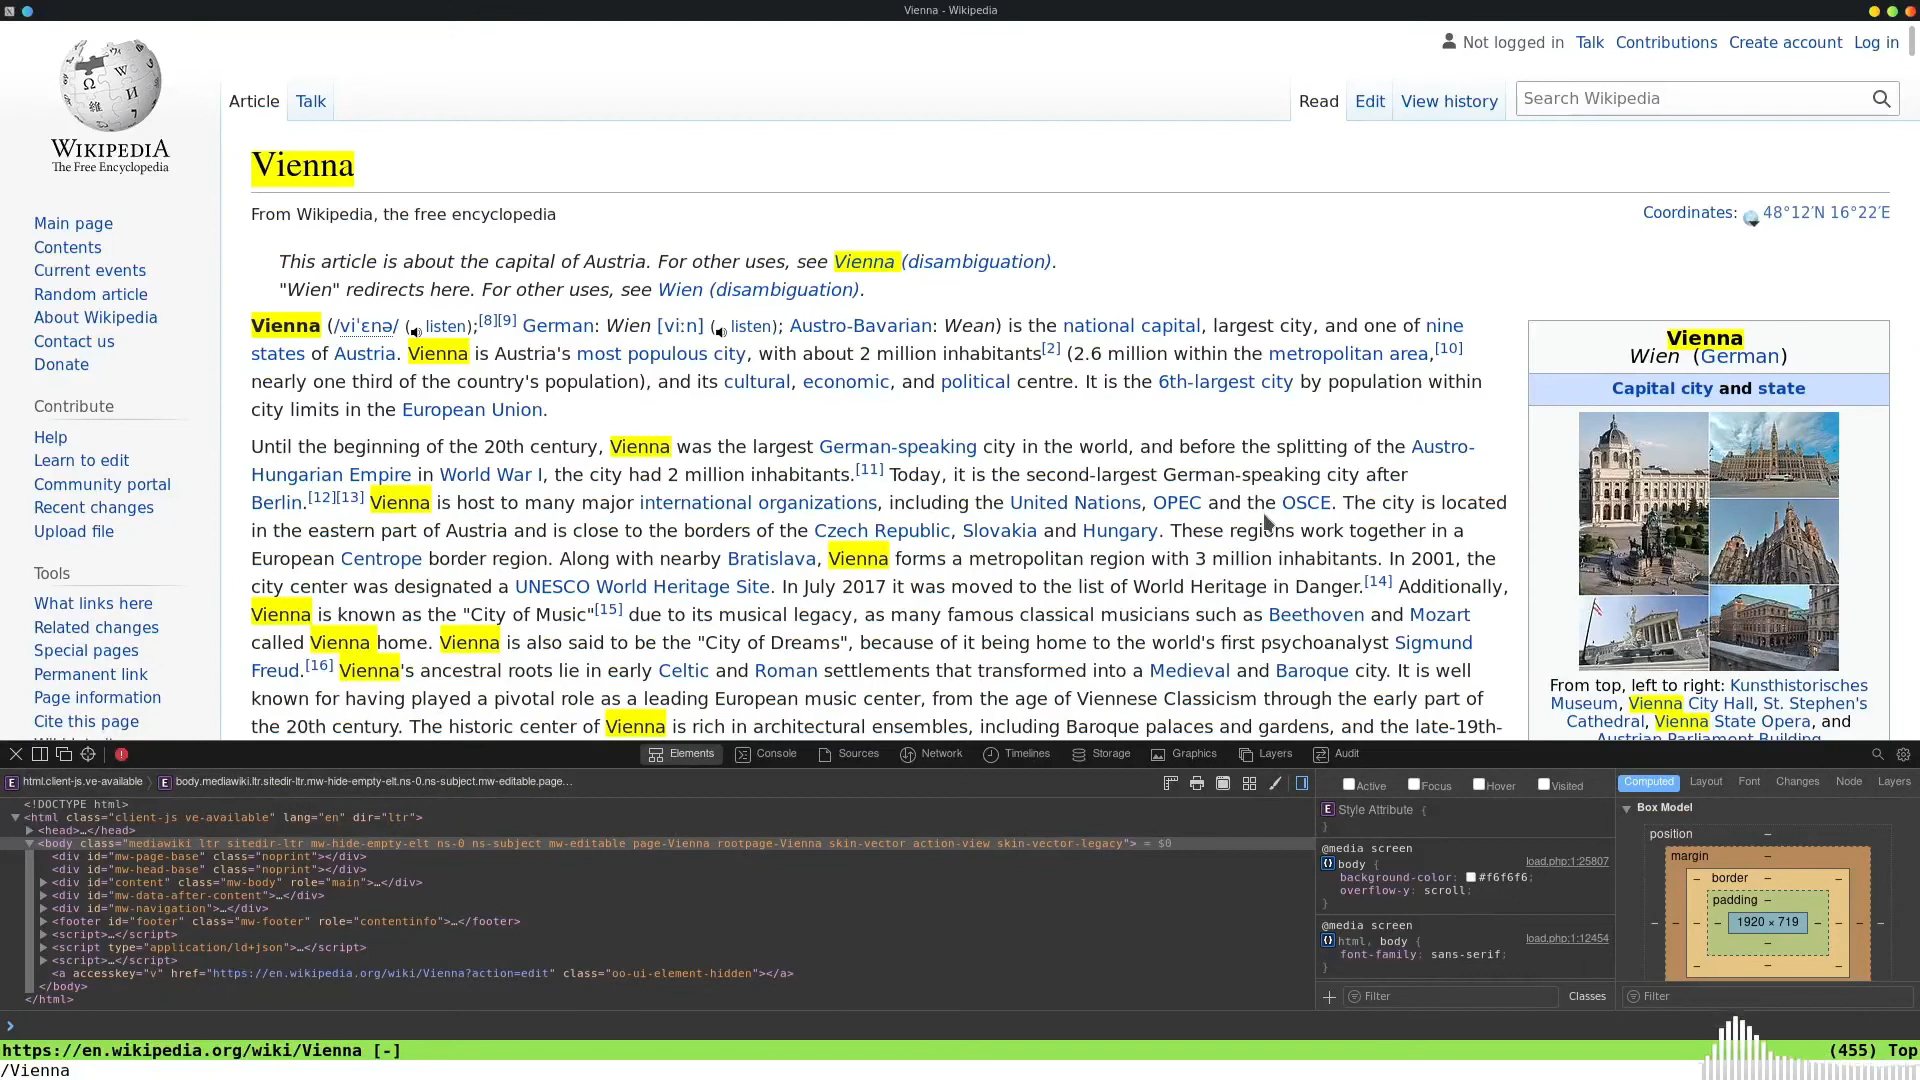 Vienna - Wikipedia
Not logged in Talk Contributions Create account Log in
Article Talk
Read Edit View history Search Wikipedia
WIKIPEDIA
The Free Encyclopedia
Main page
Contents
Current events
Random article
About Wikipedia
Contact us
Donate
Contribute
Help
Learn to edit
Community portal
Recent changes
Upload file
Tools
What links here
Related changes
Special pages
Permanent link
Page information
Cite this page
Vienna
From Wikipedia, the free encyclopedia
Coordinates: 48°12′N 16°22′E
This article is about the capital of Austria. For other uses, see Vienna (disambiguation).
"Wien" redirects here. For other uses, see Wien (disambiguation).
Vienna (/viˈɛnə/ (listen);[8][9] German: Wien [viːn] (listen); Austro-Bavarian: Wean) is the national capital, largest city, and one of nine
states of Austria. Vienna is Austria's most populous city, with about 2 million inhabitants[2] (2.6 million within the metropolitan area,[10]
nearly one third of the country's population), and its cultural, economic, and political centre. It is the 6th-largest city by population within
city limits in the European Union.
Until the beginning of the 20th century, Vienna was the largest German-speaking city in the world, and before the splitting of the Austro-
Hungarian Empire in World War I, the city had 2 million inhabitants.[11] Today, it is the second-largest German-speaking city after
Berlin.[12][13] Vienna is host to many major international organizations, including the United Nations, OPEC and the OSCE. The city is located
in the eastern part of Austria and is close to the borders of the Czech Republic, Slovakia and Hungary. These regions work together in a
European Centrope border region. Along with nearby Bratislava, Vienna forms a metropolitan region with 3 million inhabitants. In 2001, the
city center was designated a UNESCO World Heritage Site. In July 2017 it was moved to the list of World Heritage in Danger.[14] Additionally,
Vienna is known as the "City of Music"[15] due to its musical legacy, as many famous classical musicians such as Beethoven and Mozart
called Vienna home. Vienna is also said to be the "City of Dreams", because of it being home to the world's first psychoanalyst Sigmund
Freud.[16] Vienna's ancestral roots lie in early Celtic and Roman settlements that transformed into a Medieval and Baroque city. It is well
known for having played a pivotal role as a leading European music center, from the age of Viennese Classicism through the early part of
the 20th century. The historic center of Vienna is rich in architectural ensembles, including Baroque palaces and gardens, and the late-19th-
Vienna
Wien (German)
Capital city and state
From top, left to right: Kunsthistorisches
Museum, Vienna City Hall, St. Stephen's
Cathedral, Vienna State Opera, and
Austrian Parliament Building
Elements Console Sources Network Timelines Storage Graphics Layers Audit
E html.client-js.ve-available E body.mediawiki.ltr.sitedir-ltr.mw-hide-empty-elt.ns-0.ns-subject.mw-editable.page…
<!DOCTYPE html>
<html class="client-js ve-available" lang="en" dir="ltr">
<head>…</head>
<body class="mediawiki ltr sitedir-ltr mw-hide-empty-elt ns-0 ns-subject mw-editable page-Vienna rootpage-Vienna skin-vector action-view skin-vector-legacy"> = $0
<div id="mw-page-base" class="noprint"></div>
<div id="mw-head-base" class="noprint"></div>
<div id="content" class="mw-body" role="main">…</div>
<div id="mw-data-after-content">…</div>
<div id="mw-navigation">…</div>
<footer id="footer" class="mw-footer" role="contentinfo">…</footer>
<script>…</script>
<script type="application/ld+json">…</script>
<script>…</script>
<a accesskey="v" href="https://en.wikipedia.org/wiki/Vienna?action=edit" class="oo-ui-element-hidden"></a>
</body>
</html>
Active Focus Hover Visited
E Style Attribute {
}
@media screen
body { load.php:1:25807
background-color: #f6f6f6;
overflow-y: scroll;
}
@media screen
html, body { load.php:1:12454
font-family: sans-serif;
}
Filter Classes
Computed Layout Font Changes Node Layers
Box Model
position
margin
border
padding
1920 × 719
Filter
https://en.wikipedia.org/wiki/Vienna [-] (455) Top
/Vienna